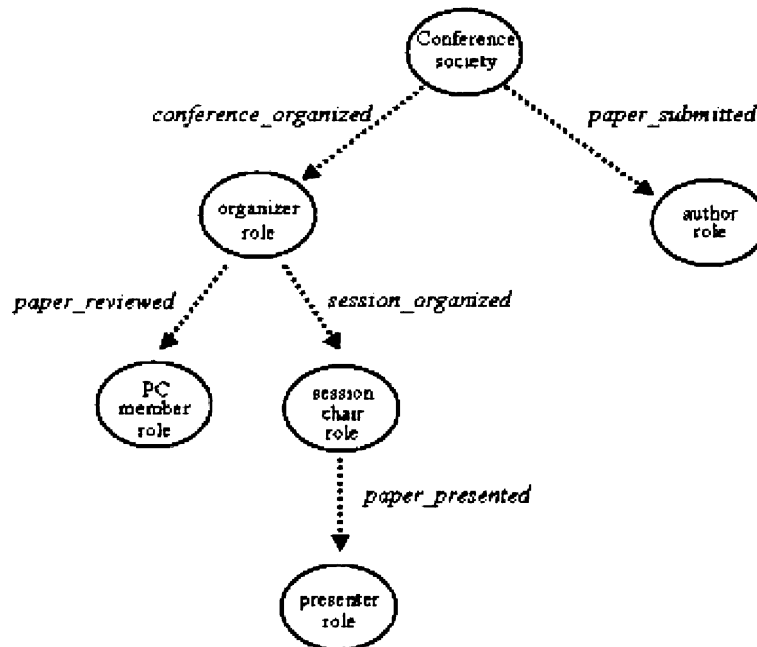 Conference
society
conference_organized
paper_submitted
organizer
role
author
role
paper_reviewed
session_organized
PC
member
role
session
chair
role
paper_presented
presenter
role